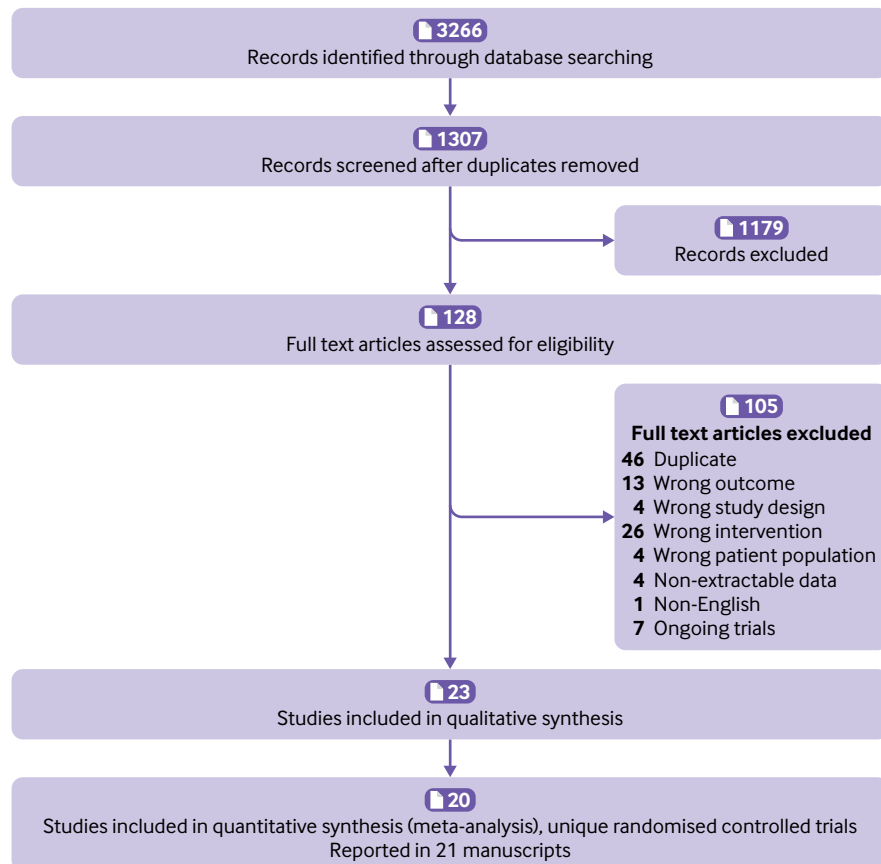 3266
Records identified through database searching
1307
Records screened after duplicates removed
1179
Records excluded
128
Full text articles assessed for eligibility
105
Full text articles excluded
46 Duplicate
13 Wrong outcome
4 Wrong study design
26 Wrong intervention
4 Wrong patient population
4 Non-extractable data
1 Non-English
7 Ongoing trials
23
Studies included in qualitative synthesis
20
Studies included in quantitative synthesis (meta-analysis), unique randomised controlled trials
Reported in 21 manuscripts